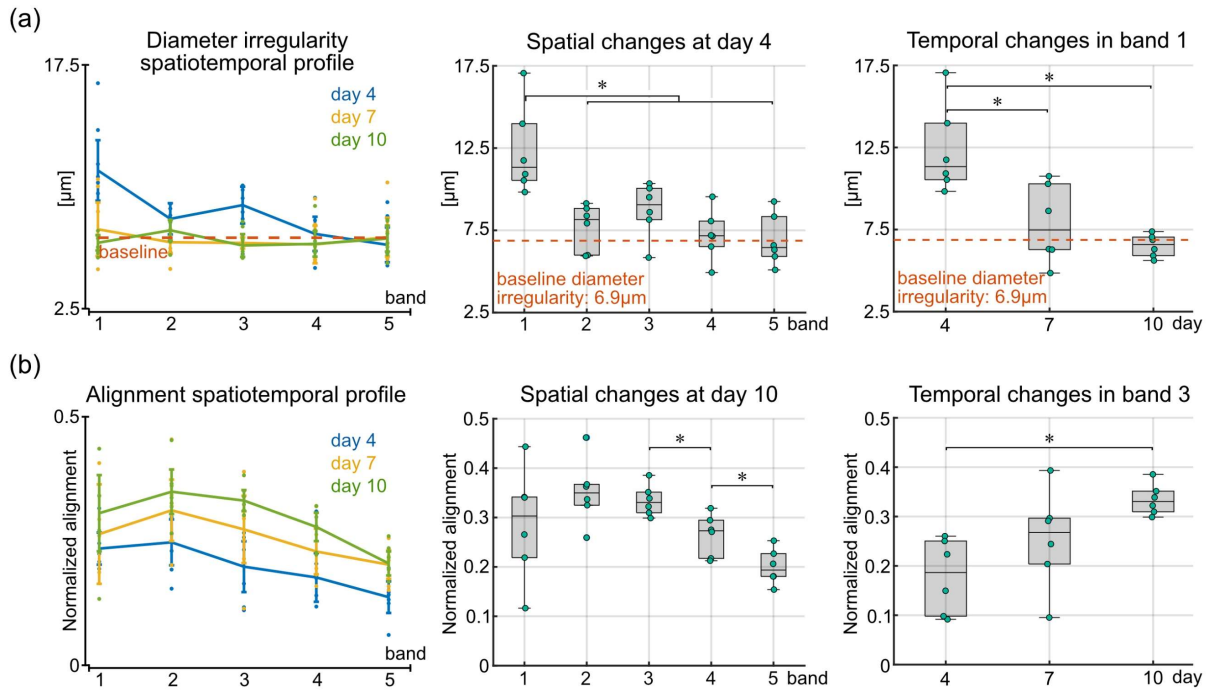 (a)
Diameter irregularity
spatiotemporal profile
17.5
[µm]
2.5
day 4
day 7
day 10
baseline
band
1 2 3 4 5
Spatial changes at day 4
17.5
12.5
[µm]
7.5
2.5
*
baseline diameter
irregularity: 6.9µm
1 2 3 4 5 band
Temporal changes in band 1
17.5
12.5
[µm]
7.5
2.5
*
*
baseline diameter
irregularity: 6.9µm
4 7 10 day
(b)
Alignment spatiotemporal profile
0.5
Normalized alignment
0
day 4
day 7
day 10
band
1 2 3 4 5
Spatial changes at day 10
0.5
0.4
0.3
0.2
0.1
0
Normalized alignment
*
*
1 2 3 4 5 band
Temporal changes in band 3
0.5
0.4
0.3
0.2
0.1
0
Normalized alignment
*
4 7 10 day